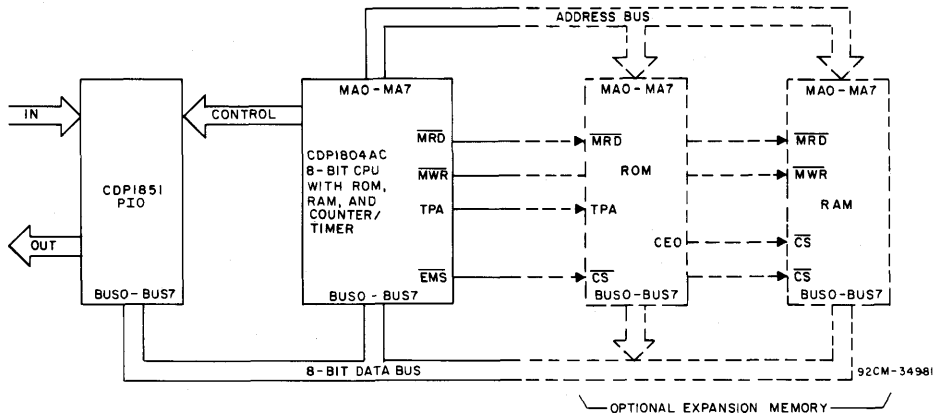 ADDRESS BUS
MA0-MA7
MA0-MA7
MA0-MA7
IN
CONTROL
CDP1851
PIO
OUT
BUS0-BUS7
CDP1804AC
8-BIT CPU
WITH ROM,
RAM, AND
COUNTER/
TIMER
MRD
MWR
TPA
EMS
BUS0-BUS7
MRD
ROM
TPA
CEO
CS
BUS0-BUS7
MRD
MWR
RAM
CS
CS
BUS0-BUS7
8-BIT DATA BUS
92CM-34981
OPTIONAL EXPANSION MEMORY